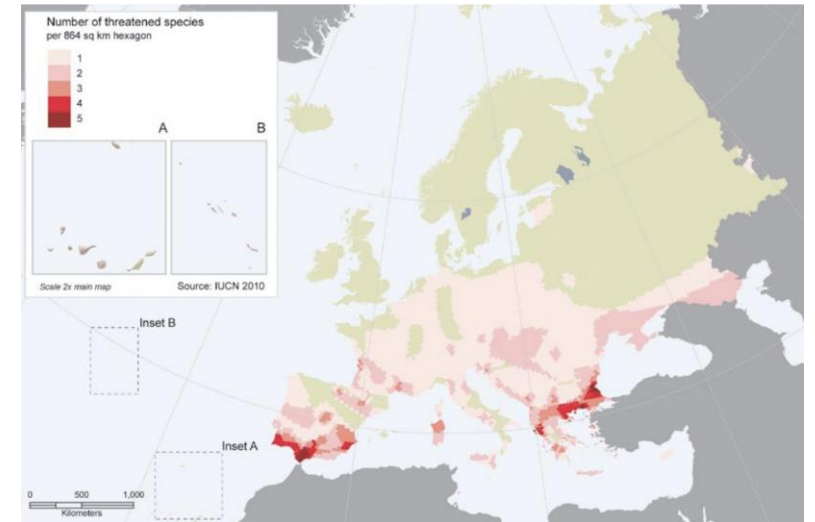 Number of threatened species
per 864 sq km hexagon
1
2
3
4
5
A
B
Scale 2x main map
Source: IUCN 2010
Inset B
Inset A
0 500 1,000
Kilometers